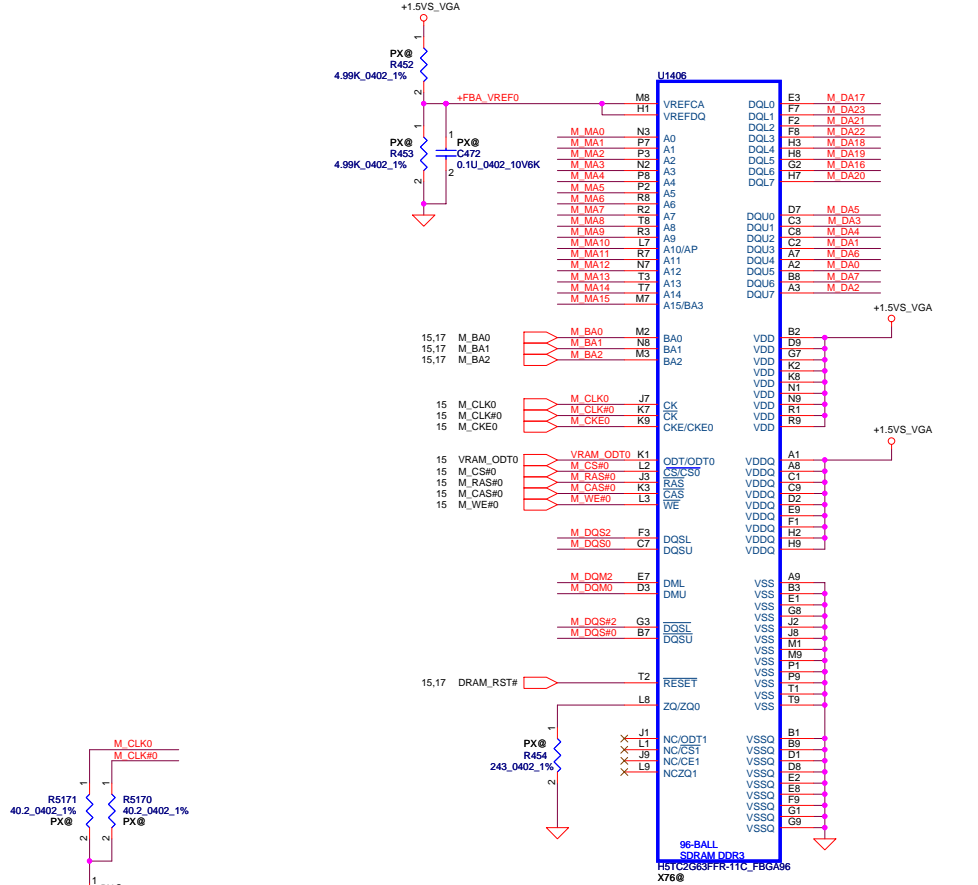 +1.5VS_VGA
1
PX@
R452
4.99K_0402_1%
2
+FBA_VREF0
1
PX@
R453
4.99K_0402_1%
2
1
PX@
C472
0.1U_0402_10V6K
2
U1406
M8 VREFCA
H1 VREFDQ
M_MA0 N3 A0
M_MA1 P7 A1
M_MA2 P3 A2
M_MA3 N2 A3
M_MA4 P8 A4
M_MA5 P2 A5
M_MA6 R8 A6
M_MA7 R2 A7
M_MA8 T8 A8
M_MA9 R3 A9
M_MA10 L7 A10/AP
M_MA11 R7 A11
M_MA12 N7 A12
M_MA13 T3 A13
M_MA14 T7 A14
M_MA15 M7 A15/BA3
15,17 M_BA0 M_BA0 M2 BA0
15,17 M_BA1 M_BA1 N8 BA1
15,17 M_BA2 M_BA2 M3 BA2
15 M_CLK0 M_CLK0 J7 CK
15 M_CLK#0 M_CLK#0 K7 CK
15 M_CKE0 M_CKE0 K9 CKE/CKE0
15 VRAM_ODT0 VRAM_ODT0 K1 ODT/ODT0
15 M_CS#0 M_CS#0 L2 CS/CS0
15 M_RAS#0 M_RAS#0 J3 RAS
15 M_CAS#0 M_CAS#0 K3 CAS
15 M_WE#0 M_WE#0 L3 WE
M_DQS2 F3 DQSL
M_DQS0 C7 DQSU
M_DQM2 E7 DML
M_DQM0 D3 DMU
M_DQS#2 G3 DQSL
M_DQS#0 B7 DQSU
15,17 DRAM_RST# T2 RESET
L8 ZQ/ZQ0
J1 NC/ODT1
L1 NC/CS1
J9 NC/CE1
L9 NCZQ1
1
PX@
R454
243_0402_1%
2
DQL0 E3 M_DA17
DQL1 F7 M_DA23
DQL2 F2 M_DA21
DQL3 F8 M_DA22
DQL4 H3 M_DA18
DQL5 H8 M_DA19
DQL6 G2 M_DA16
DQL7 H7 M_DA20
DQU0 D7 M_DA5
DQU1 C3 M_DA3
DQU2 C8 M_DA4
DQU3 C2 M_DA1
DQU4 A7 M_DA6
DQU5 A2 M_DA0
DQU6 B8 M_DA7
DQU7 A3 M_DA2
+1.5VS_VGA
VDD B2
VDD D9
VDD G7
VDD K2
VDD K8
VDD N1
VDD N9
VDD R1
VDD R9
+1.5VS_VGA
VDDQ A1
VDDQ A8
VDDQ C1
VDDQ C9
VDDQ D2
VDDQ E9
VDDQ F1
VDDQ H2
VDDQ H9
VSS A9
VSS B3
VSS E1
VSS G8
VSS J2
VSS J8
VSS M1
VSS M9
VSS P1
VSS P9
VSS T1
VSS T9
VSSQ B1
VSSQ B9
VSSQ D1
VSSQ D8
VSSQ E2
VSSQ E8
VSSQ F9
VSSQ G1
VSSQ G9
96-BALL
SDRAM DDR3
H5TC2G63FFR-11C_FBGA96
X76@
M_CLK0
M_CLK#0
1 1
R5171 R5170
40.2_0402_1% 40.2_0402_1%
PX@ PX@
2 2
1